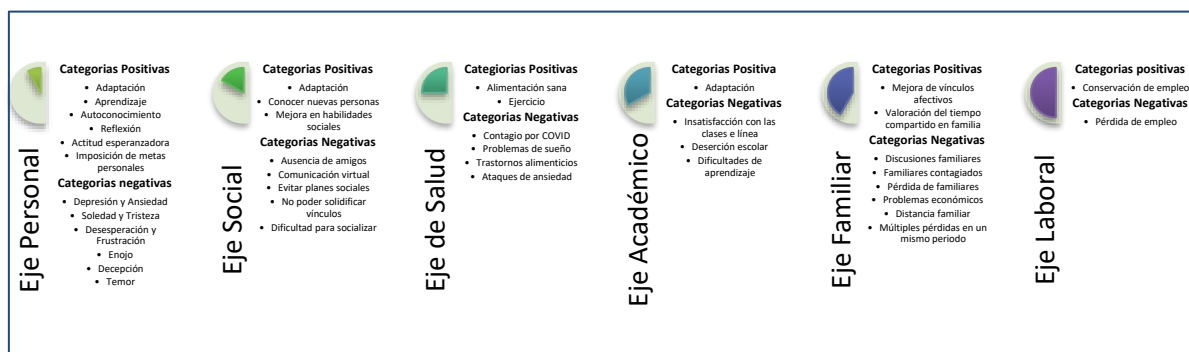 Eje Personal
Categorias Positivas
• Adaptación
• Aprendizaje
• Autoconocimiento
• Reflexión
• Actitud esperanzadora
• Imposición de metas
personales
Categorias negativas
• Depresión y Ansiedad
• Soledad y Tristeza
• Desesperación y
Frustración
• Enojo
• Decepción
• Temor
Eje Social
Categorias Positivas
• Adaptación
• Conocer nuevas personas
• Mejora en habilidades
sociales
Categorias Negativas
• Ausencia de amigos
• Comunicación virtual
• Evitar planes sociales
• No poder solidificar
vínculos
• Dificultad para socializar
Eje de Salud
Categiorias Positivas
• Alimentación sana
• Ejercicio
Categorias Negativas
• Contagio por COVID
• Problemas de sueño
• Trastornos alimenticios
• Ataques de ansiedad
Eje Académico
Categorias Positiva
• Adaptación
Categorias Negativas
• Insatisfacción con las
clases e línea
• Deserción escolar
• Dificultades de
aprendizaje
Eje Familiar
Categorias Positivas
• Mejora de vínculos
afectivos
• Valoración del tiempo
compartido en familia
Categorias Negativas
• Discusiones familiares
• Familiares contagiados
• Pérdida de familiares
• Problemas económicos
• Distancia familiar
• Múltiples pérdidas en un
mismo periodo
Eje Laboral
Categorias positivas
• Conservación de empleo
Categorias Negativas
• Pérdida de empleo